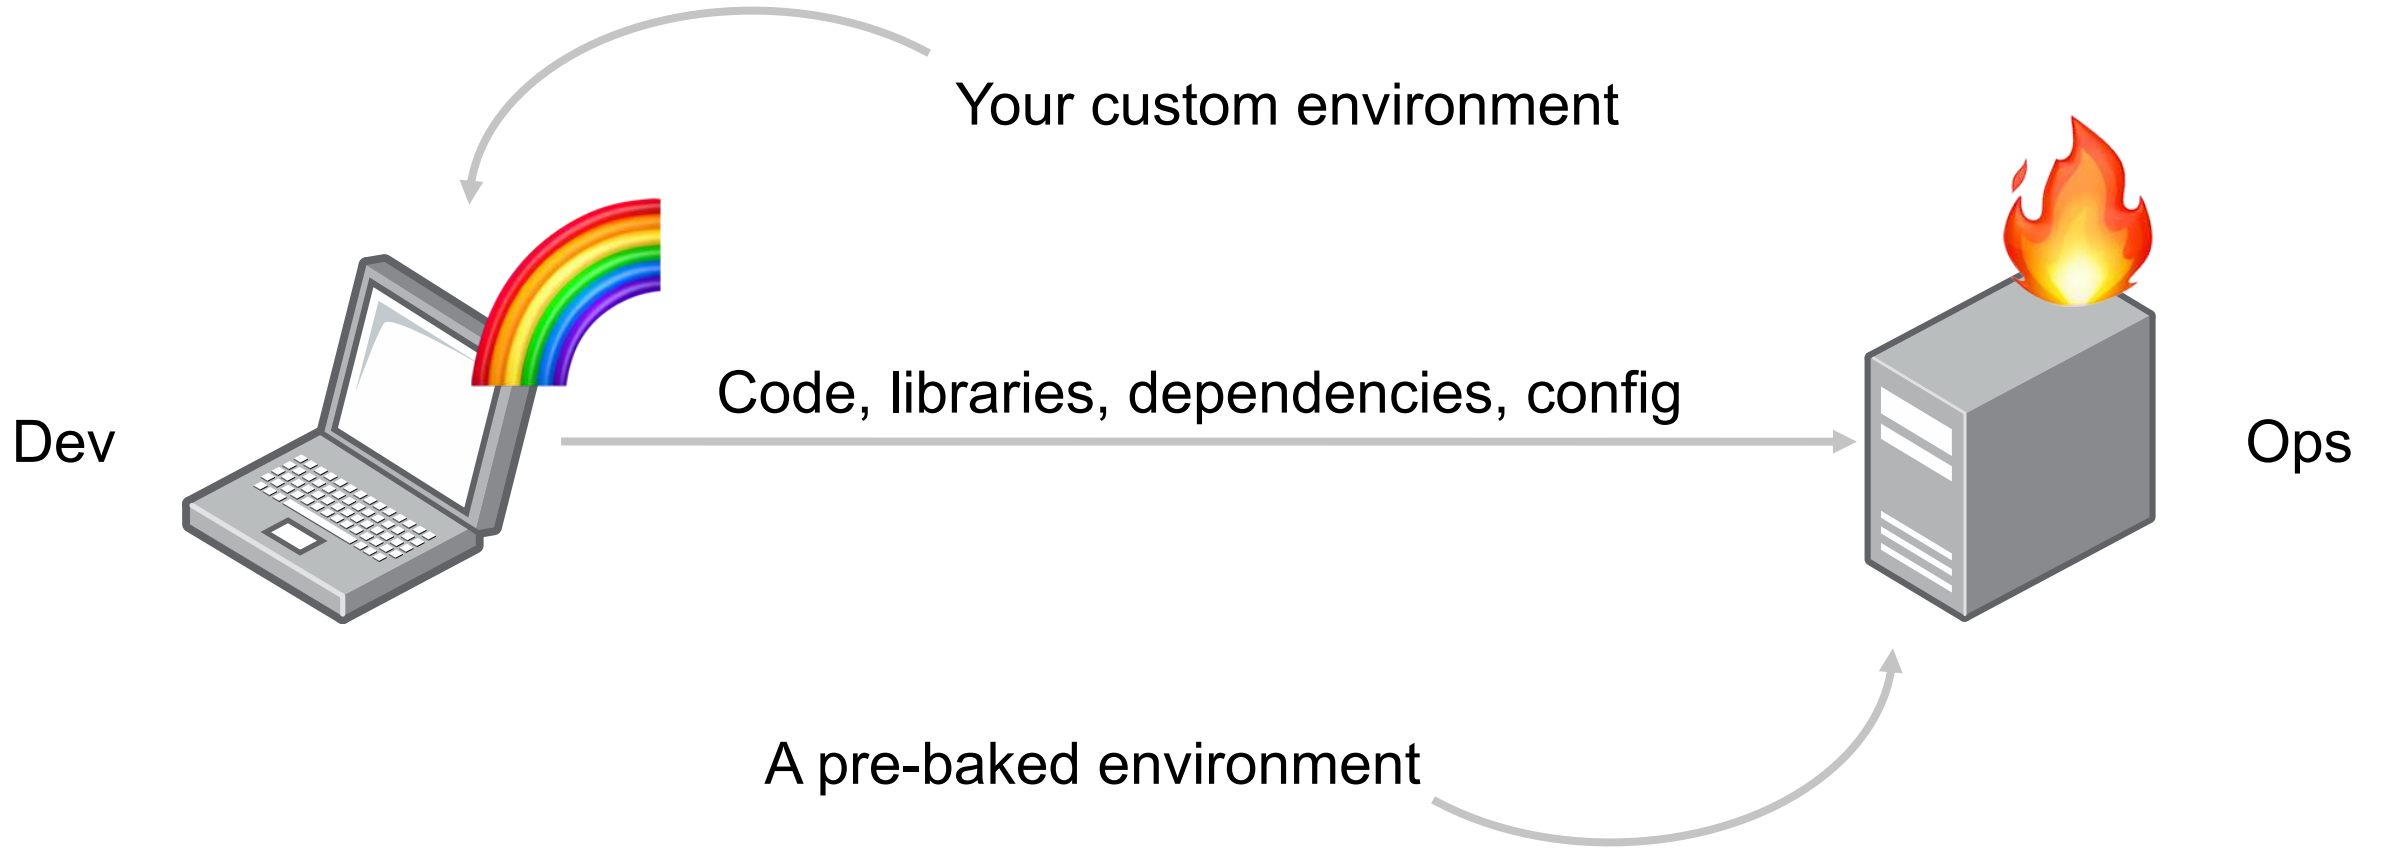 Your custom environment
Code, libraries, dependencies, config
Dev
Ops
A pre-baked environment